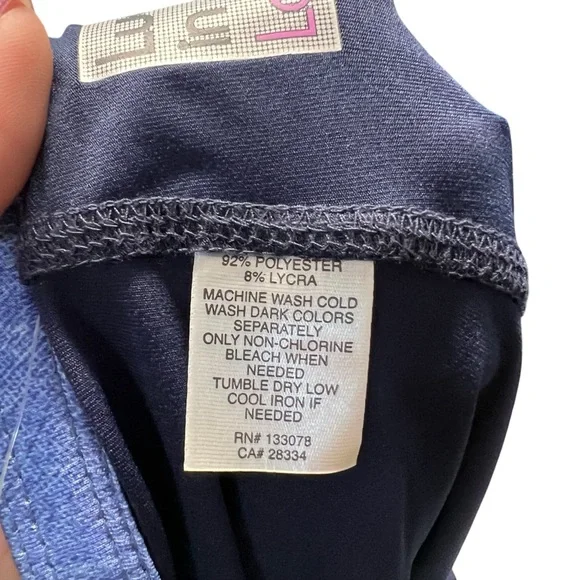 92% POLYESTER
8% LYCRA
MACHINE WASH COLD
WASH DARK COLORS
SEPARATELY
ONLY NON-CHLORINE
BLEACH WHEN
NEEDED
TUMBLE DRY LOW
COOL IRON IF
NEEDED
RN# 133078
CA# 28334